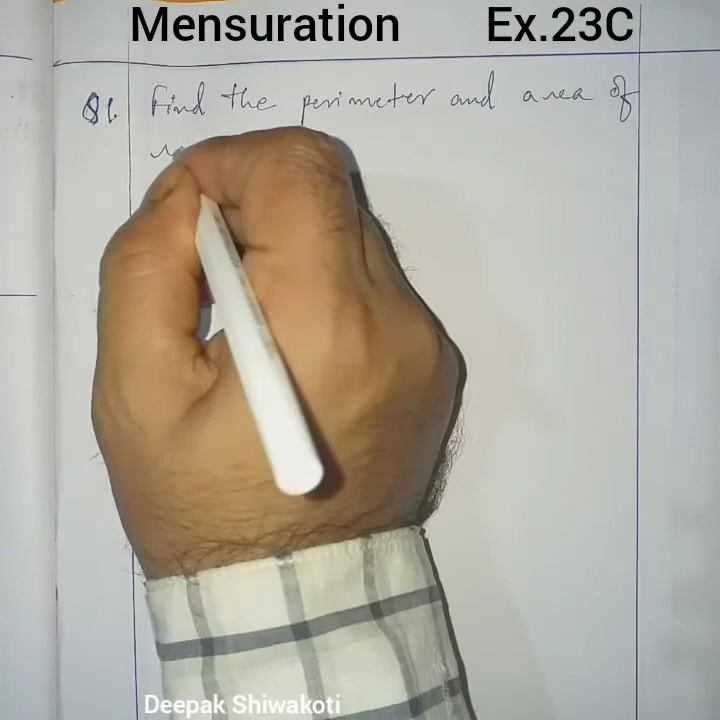 Mensuration Ex.23C
Q1. Find the perimeter and area of
Deepak Shiwakoti